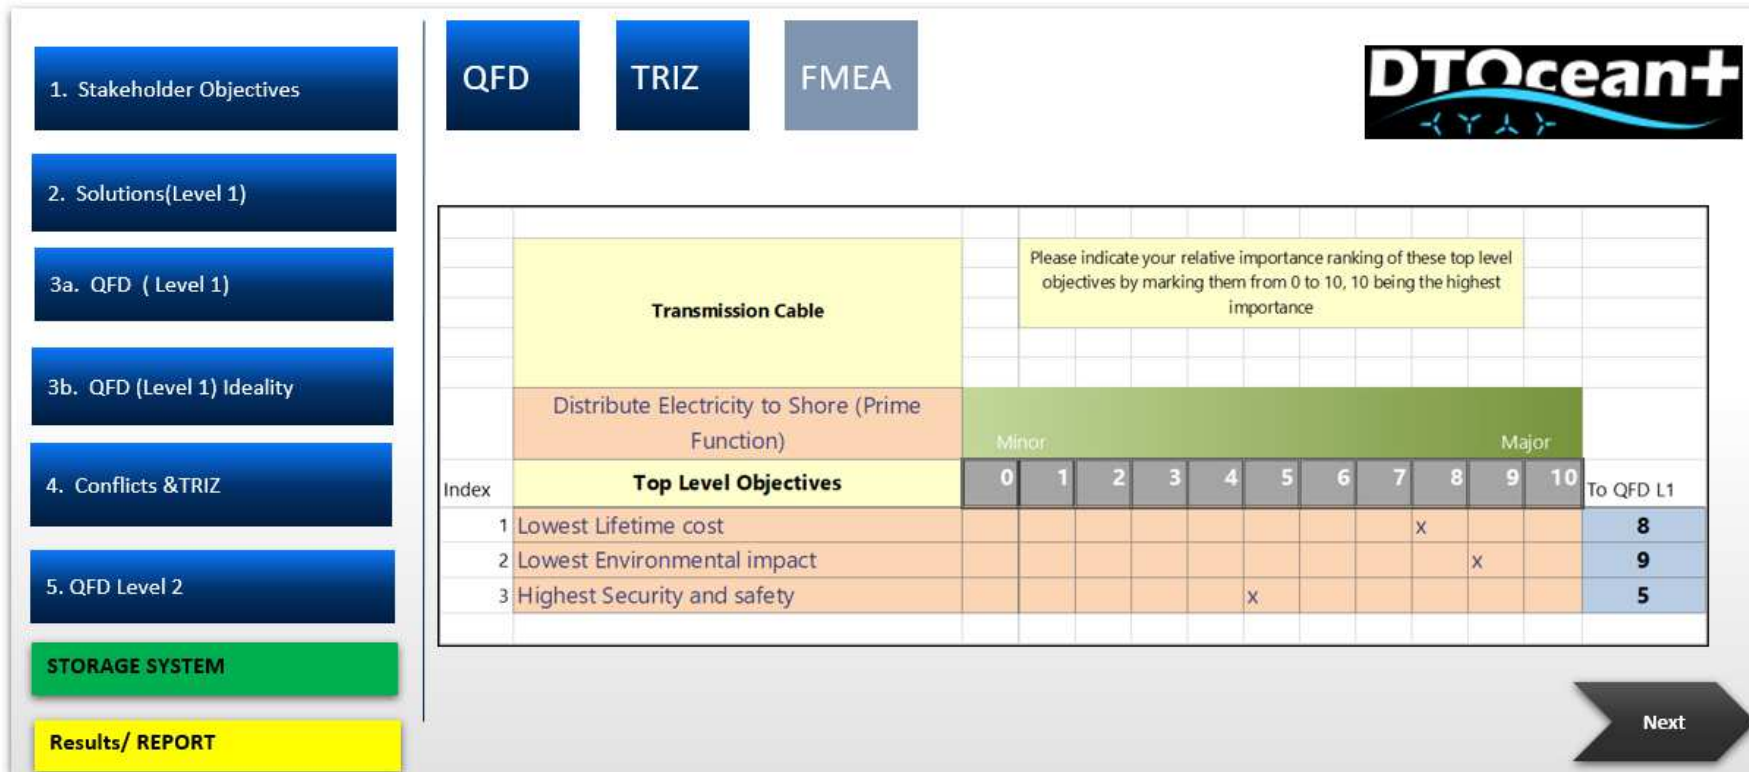 1. Stakeholder Objectives
2. Solutions(Level 1)
3a. QFD ( Level 1)
3b. QFD (Level 1) Ideality
4. Conflicts &TRIZ
5. QFD Level 2
STORAGE SYSTEM
Results/ REPORT
QFD TRIZ FMEA
DTOcean+
Transmission Cable
Please indicate your relative importance ranking of these top level
objectives by marking them from 0 to 10, 10 being the highest
importance
Distribute Electricity to Shore (Prime
Function)
Minor Major
Index Top Level Objectives 0 1 2 3 4 5 6 7 8 9 10 To QFD L1
1 Lowest Lifetime cost x 8
2 Lowest Environmental impact x 9
3 Highest Security and safety x 5
Next